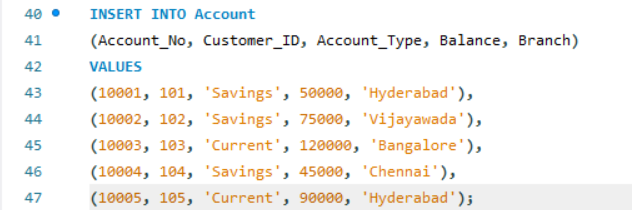 40 INSERT INTO Account
41 (Account_No, Customer_ID, Account_Type, Balance, Branch)
42 VALUES
43 (10001, 101, 'Savings', 50000, 'Hyderabad'),
44 (10002, 102, 'Savings', 75000, 'Vijayawada'),
45 (10003, 103, 'Current', 120000, 'Bangalore'),
46 (10004, 104, 'Savings', 45000, 'Chennai'),
47 (10005, 105, 'Current', 90000, 'Hyderabad');